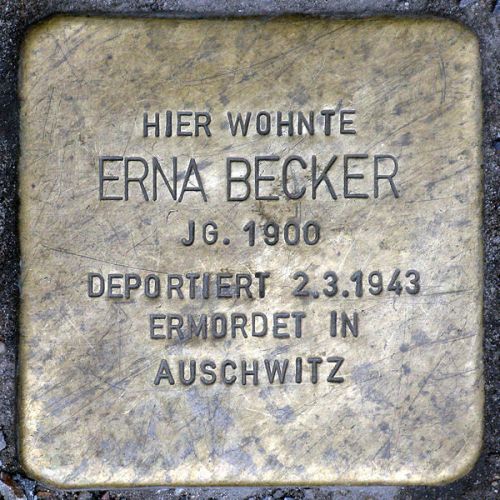 HIER WOHNTE
ERNA BECKER
JG. 1900
DEPORTIERT 2.3.1943
ERMORDET IN
AUSCHWITZ